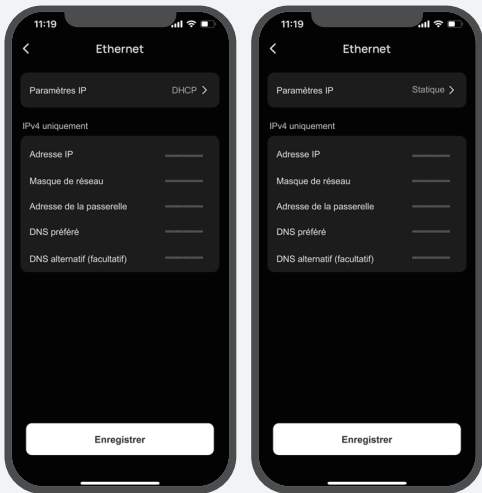 11:19
Ethernet
Paramètres IP DHCP
IPv4 uniquement
Adresse IP
Masque de réseau
Adresse de la passerelle
DNS préféré
DNS alternatif (facultatif)
Enregistrer
11:19
Ethernet
Paramètres IP Statique
IPv4 uniquement
Adresse IP
Masque de réseau
Adresse de la passerelle
DNS préféré
DNS alternatif (facultatif)
Enregistrer